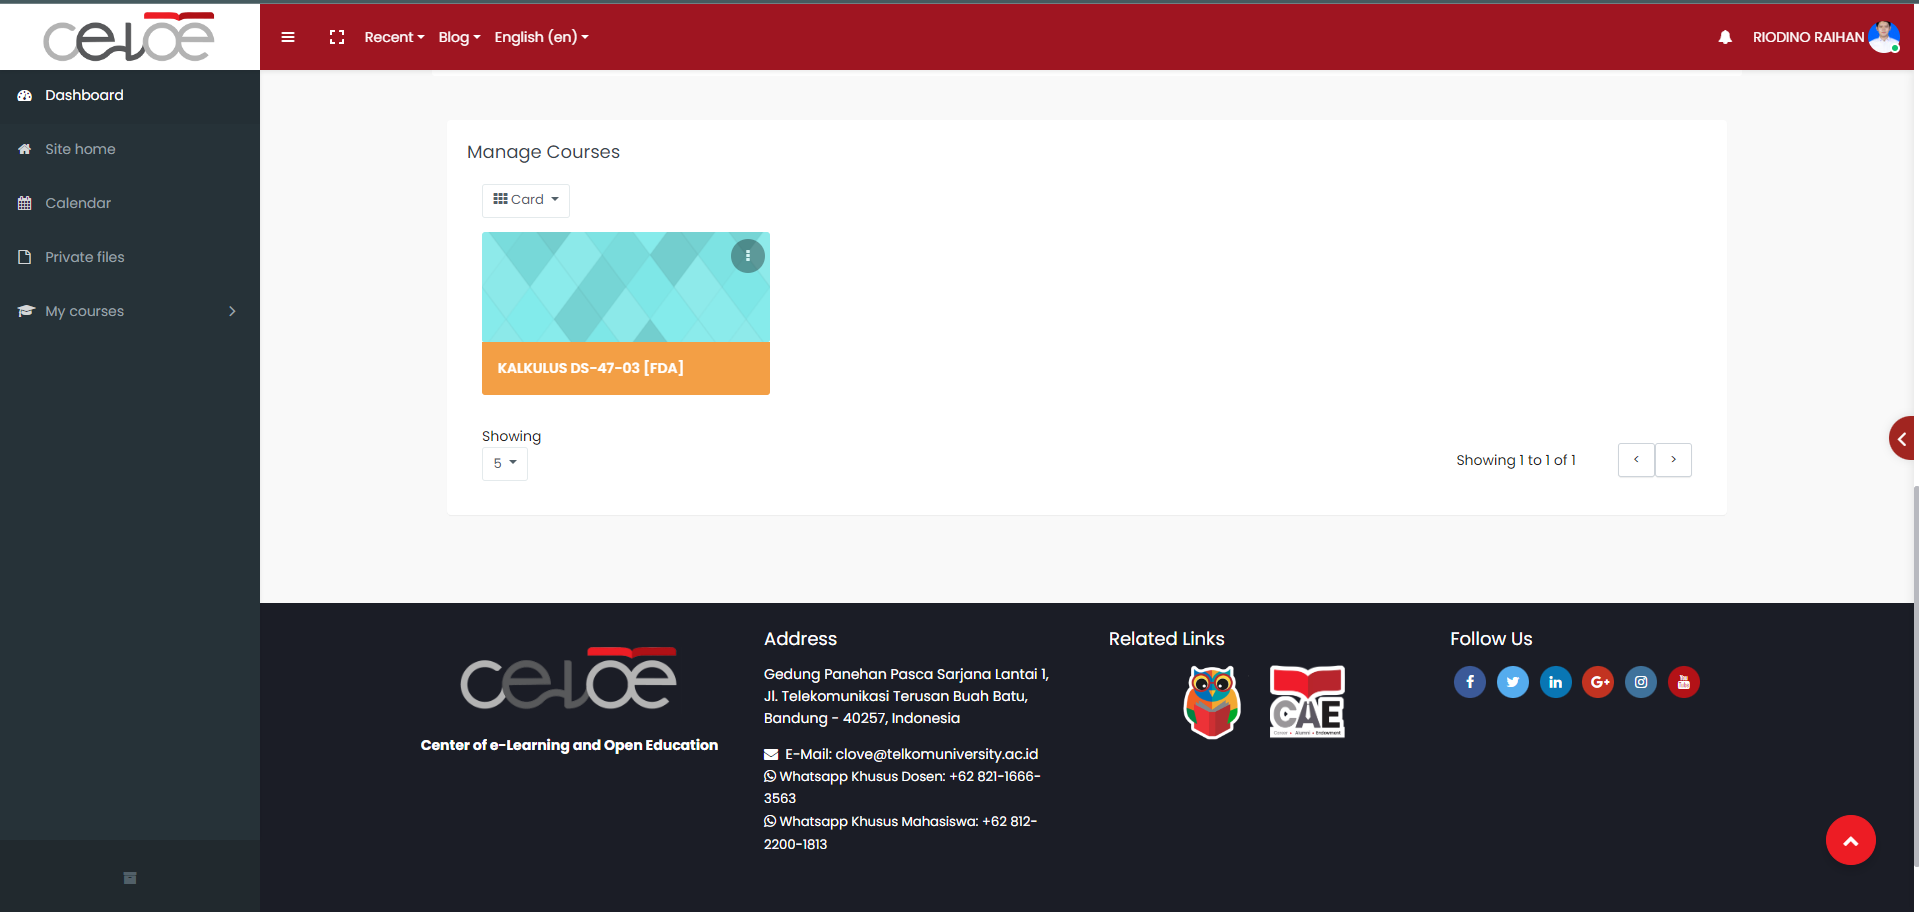 celoe
Recent
Blog
English (en)
RIODINO RAIHAN
Dashboard
Site home
Calendar
Private files
My courses
Manage Courses
Card
KALKULUS DS-47-03 [FDA]
Showing
5
Showing 1 to 1 of 1
celoe
Center of e-Learning and Open Education
Address
Gedung Panehan Pasca Sarjana Lantai 1,
Jl. Telekomunikasi Terusan Buah Batu,
Bandung - 40257, Indonesia
E-Mail: clove@telkomuniversity.ac.id
Whatsapp Khusus Dosen: +62 821-1666-
3563
Whatsapp Khusus Mahasiswa: +62 812-
2200-1813
Related Links
CAE
Career • Alumni • Endowment
Follow Us